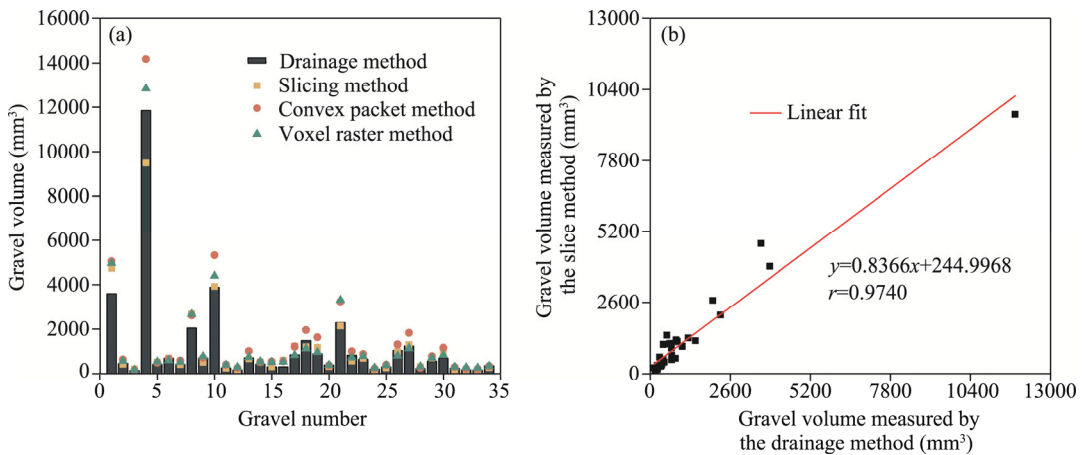 (a)
16000
14000
12000
10000
8000
6000
4000
2000
0
Gravel volume (mm³)
Drainage method
Slicing method
Convex packet method
Voxel raster method
0 5 10 15 20 25 30 35
Gravel number
(b)
13000
10400
7800
5200
2600
0
Gravel volume measured by
the slice method (mm³)
Linear fit
y=0.8366x+244.9968
r=0.9740
0 2600 5200 7800 10400 13000
Gravel volume measured by
the drainage method (mm³)